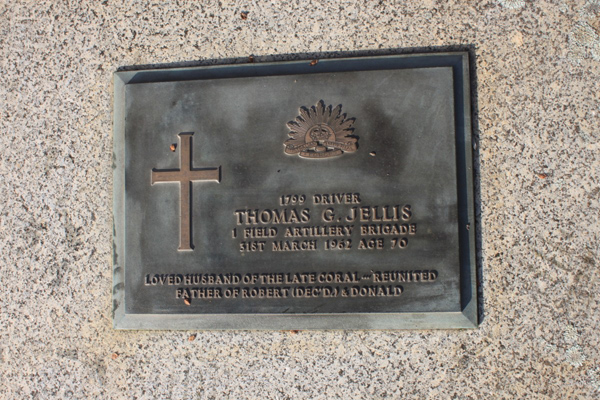 1799 DRIVER
THOMAS G. JELLIS
1 FIELD ARTILLERY BRIGADE
31ST MARCH 1962 AGE 70
LOVED HUSBAND OF THE LATE CORAL — REUNITED
FATHER OF ROBERT (DEC'D.) & DONALD